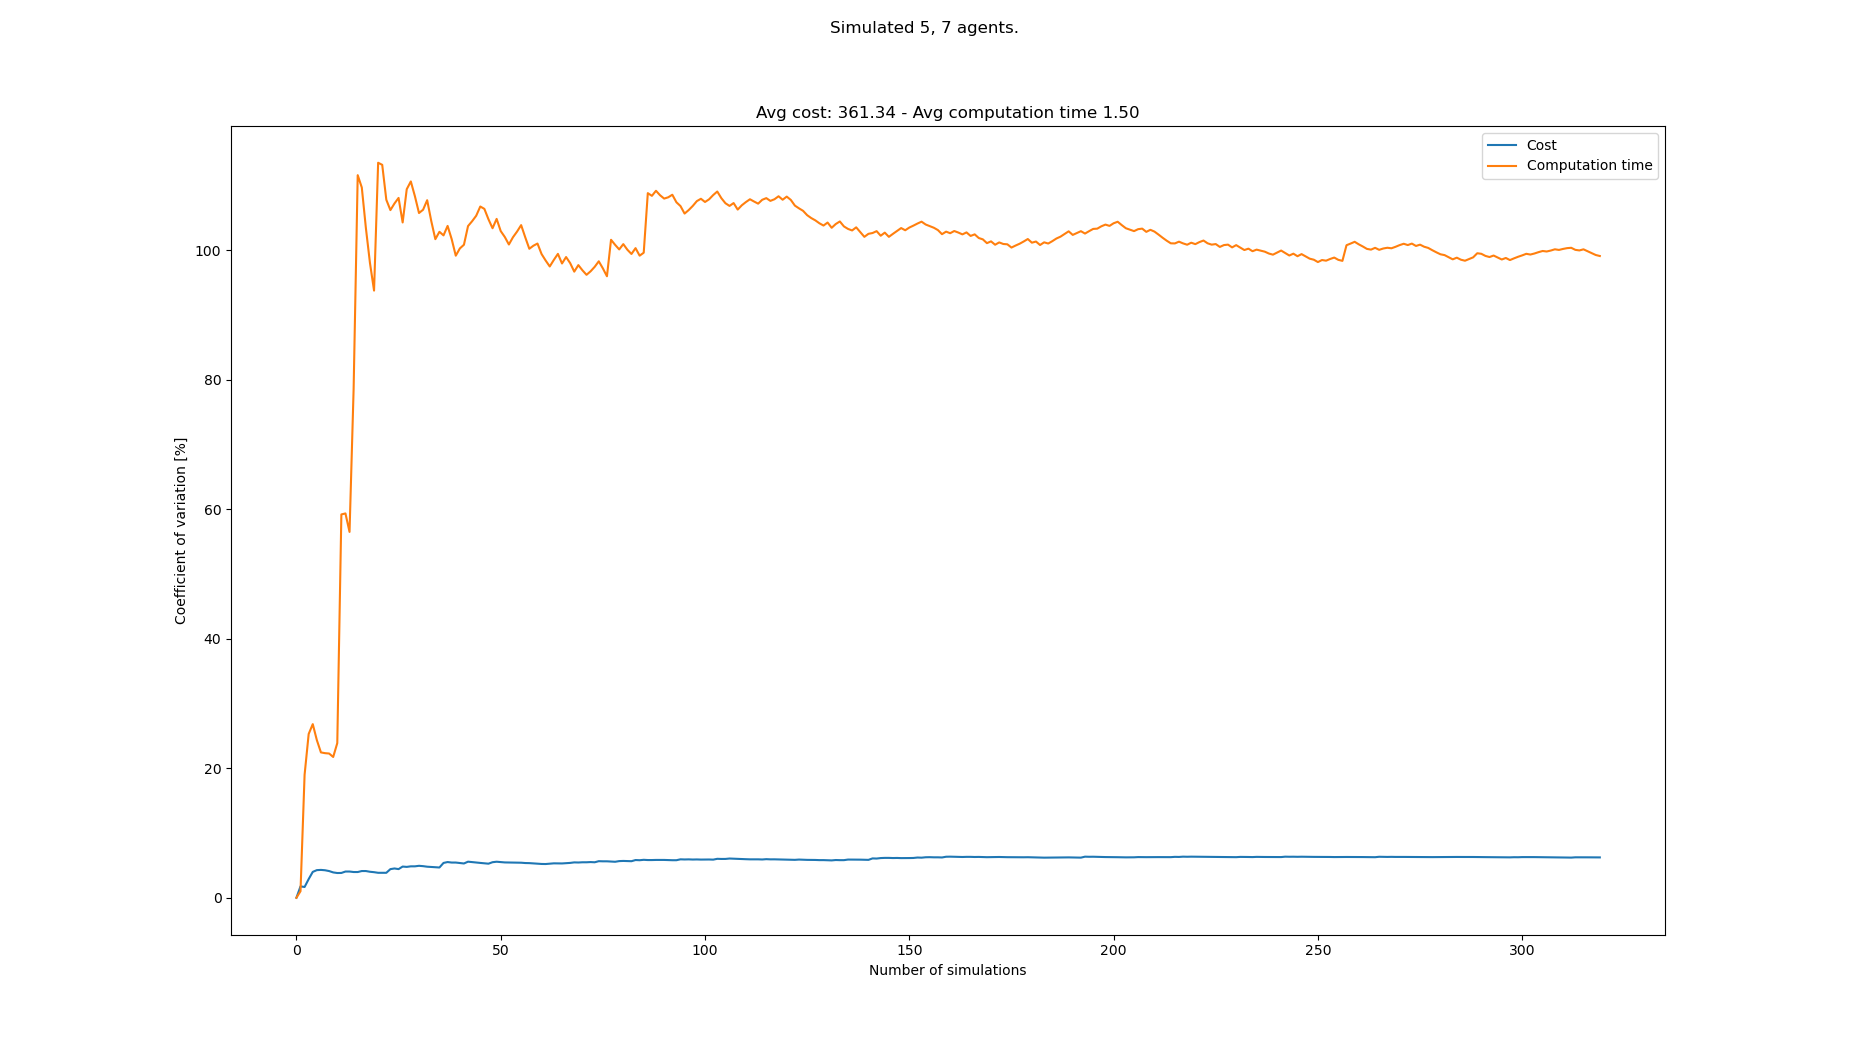 Simulated 5, 7 agents.
Avg cost: 361.34 - Avg computation time 1.50
Cost
Computation time
Coefficient of variation [%]
100
80
60
40
20
0
0 50 100 150 200 250 300
Number of simulations